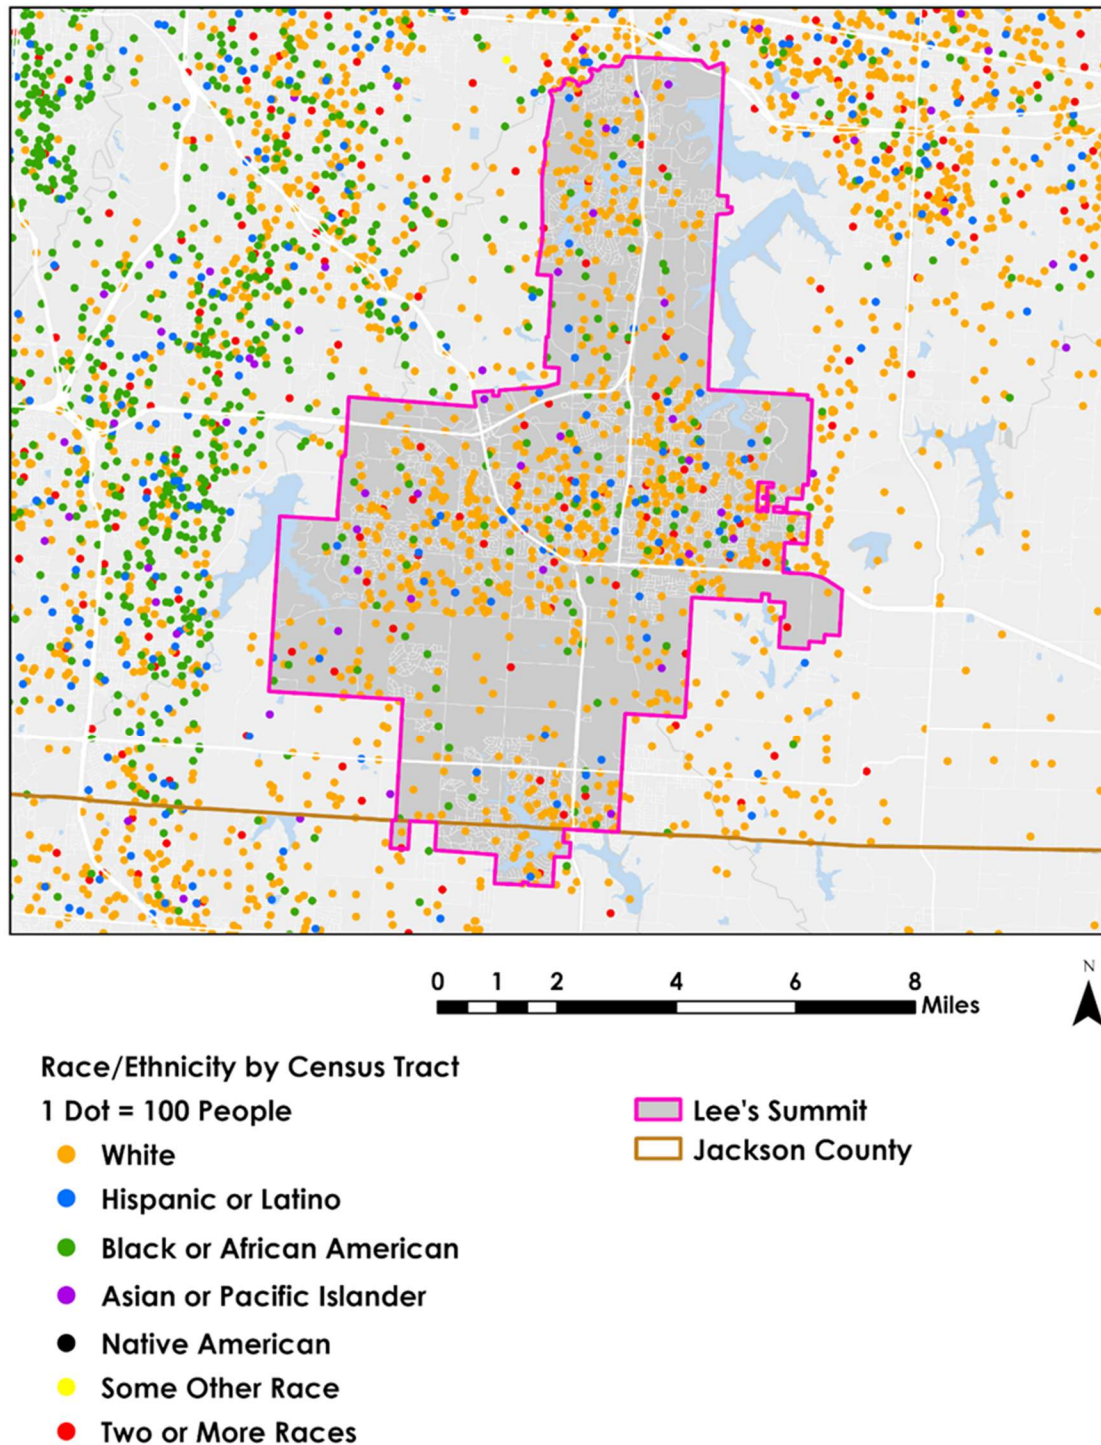 N
0 1 2 4 6 8
Miles
Race/Ethnicity by Census Tract
1 Dot = 100 People
White
Hispanic or Latino
Black or African American
Asian or Pacific Islander
Native American
Some Other Race
Two or More Races
Lee's Summit
Jackson County